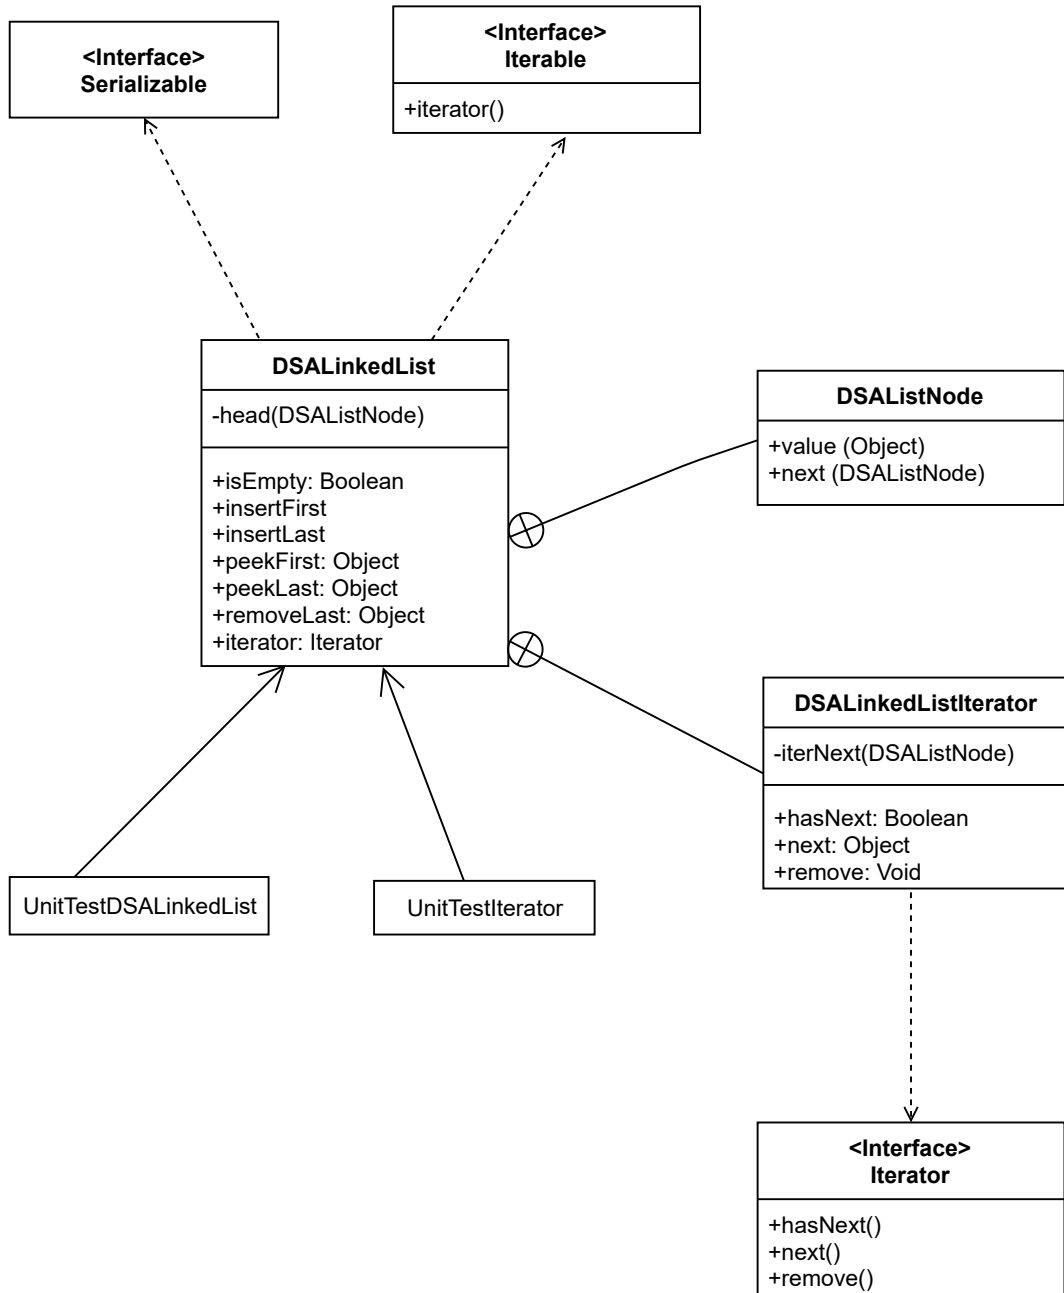 <Interface>
Serializable
<Interface>
Iterable
+iterator()
DSALinkedList
-head(DSAListNode)
+isEmpty: Boolean
+insertFirst
+insertLast
+peekFirst: Object
+peekLast: Object
+removeLast: Object
+iterator: Iterator
DSAListNode
+value (Object)
+next (DSAListNode)
DSALinkedListIterator
-iterNext(DSAListNode)
+hasNext: Boolean
+next: Object
+remove: Void
UnitTestDSALinkedList
UnitTestIterator
<Interface>
Iterator
+hasNext()
+next()
+remove()